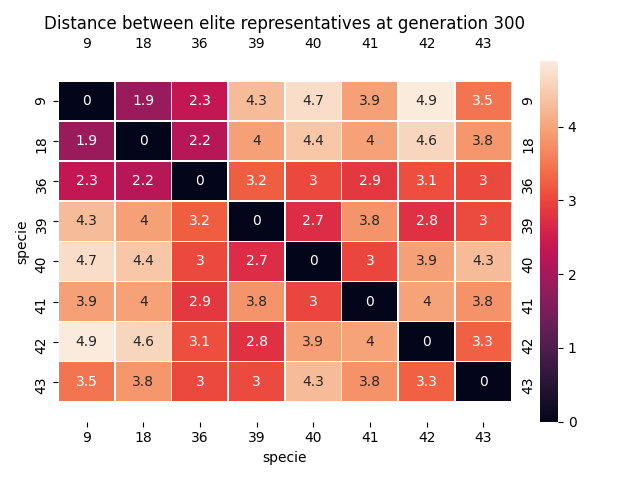 Distance between elite representatives at generation 300
9 18 36 39 40 41 42 43
9 0 1.9 2.3 4.3 4.7 3.9 4.9 3.5 9
18 1.9 0 2.2 4 4.4 4 4.6 3.8 18
36 2.3 2.2 0 3.2 3 2.9 3.1 3 36
39 4.3 4 3.2 0 2.7 3.8 2.8 3 39
40 4.7 4.4 3 2.7 0 3 3.9 4.3 40
41 3.9 4 2.9 3.8 3 0 4 3.8 41
42 4.9 4.6 3.1 2.8 3.9 4 0 3.3 42
43 3.5 3.8 3 3 4.3 3.8 3.3 0 43
9 18 36 39 40 41 42 43
specie
specie
4
3
2
1
0